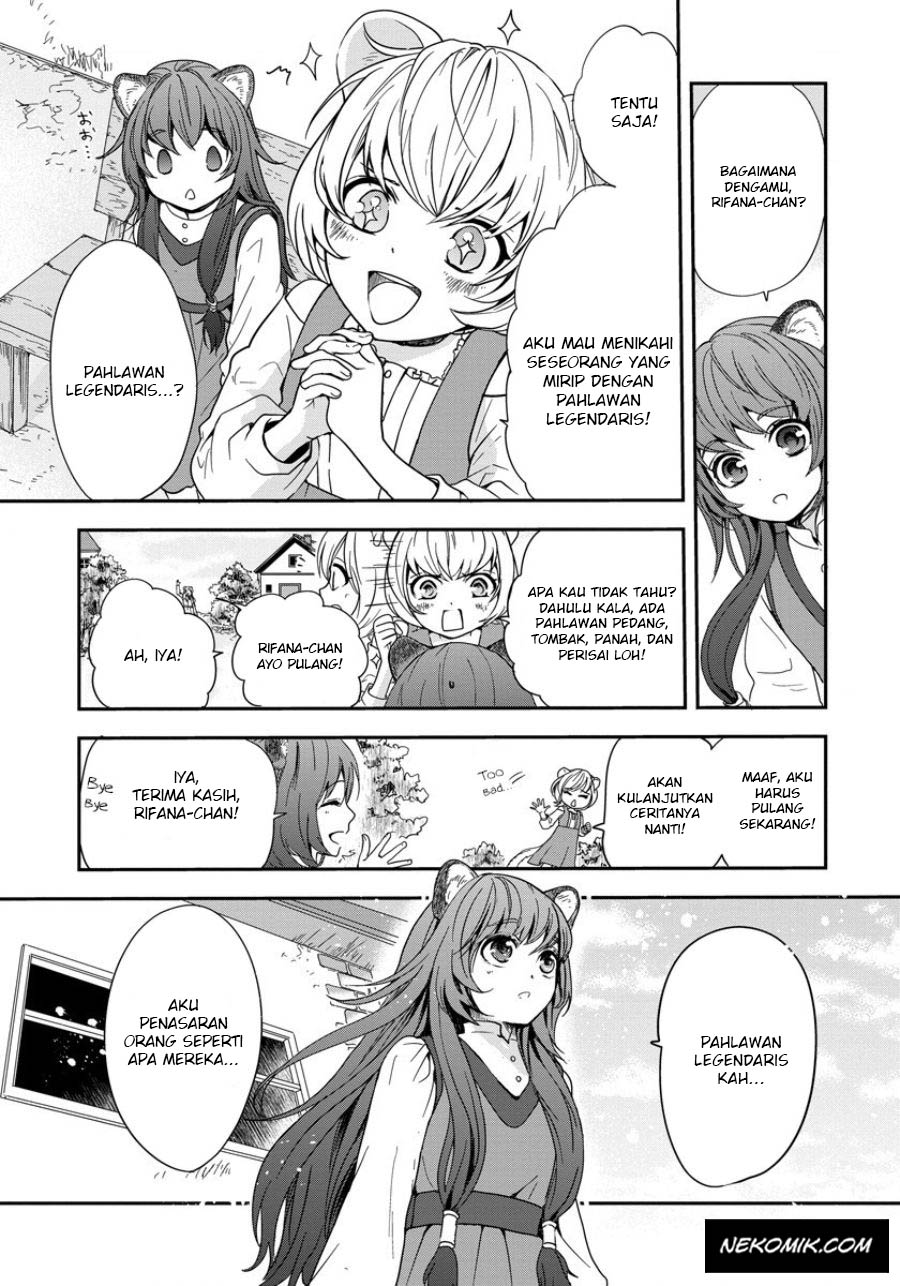 BAGAIMANA
DENGAMU,
RIFANA-CHAN?
TENTU
SAJA!
AKU MAU MENIKAHI
SESEORANG YANG
MIRIP DENGAN
PAHLAWAN
LEGENDARIS!
おぉ…
PAHLAWAN
LEGENDARIS...?
APA KAU TIDAK TAHU?
DAHULU KALA, ADA
PAHLAWAN PEDANG,
TOMBAK, PANAH, DAN
PERISAI LOH!
RIFANA-CHAN
AYO PULANG!
AH, IYA!
MAAF, AKU
HARUS
PULANG
SEKARANG!
AKAN
KULANJUTKAN
CERITANYA
NANTI!
Too
bad...
IYA,
TERIMA KASIH,
RIFANA-CHAN!
Bye
Bye
PAHLAWAN
LEGENDARIS
KAH...
AKU
PENASARAN
ORANG SEPERTI
APA MEREKA...
NEKOMIK.COM